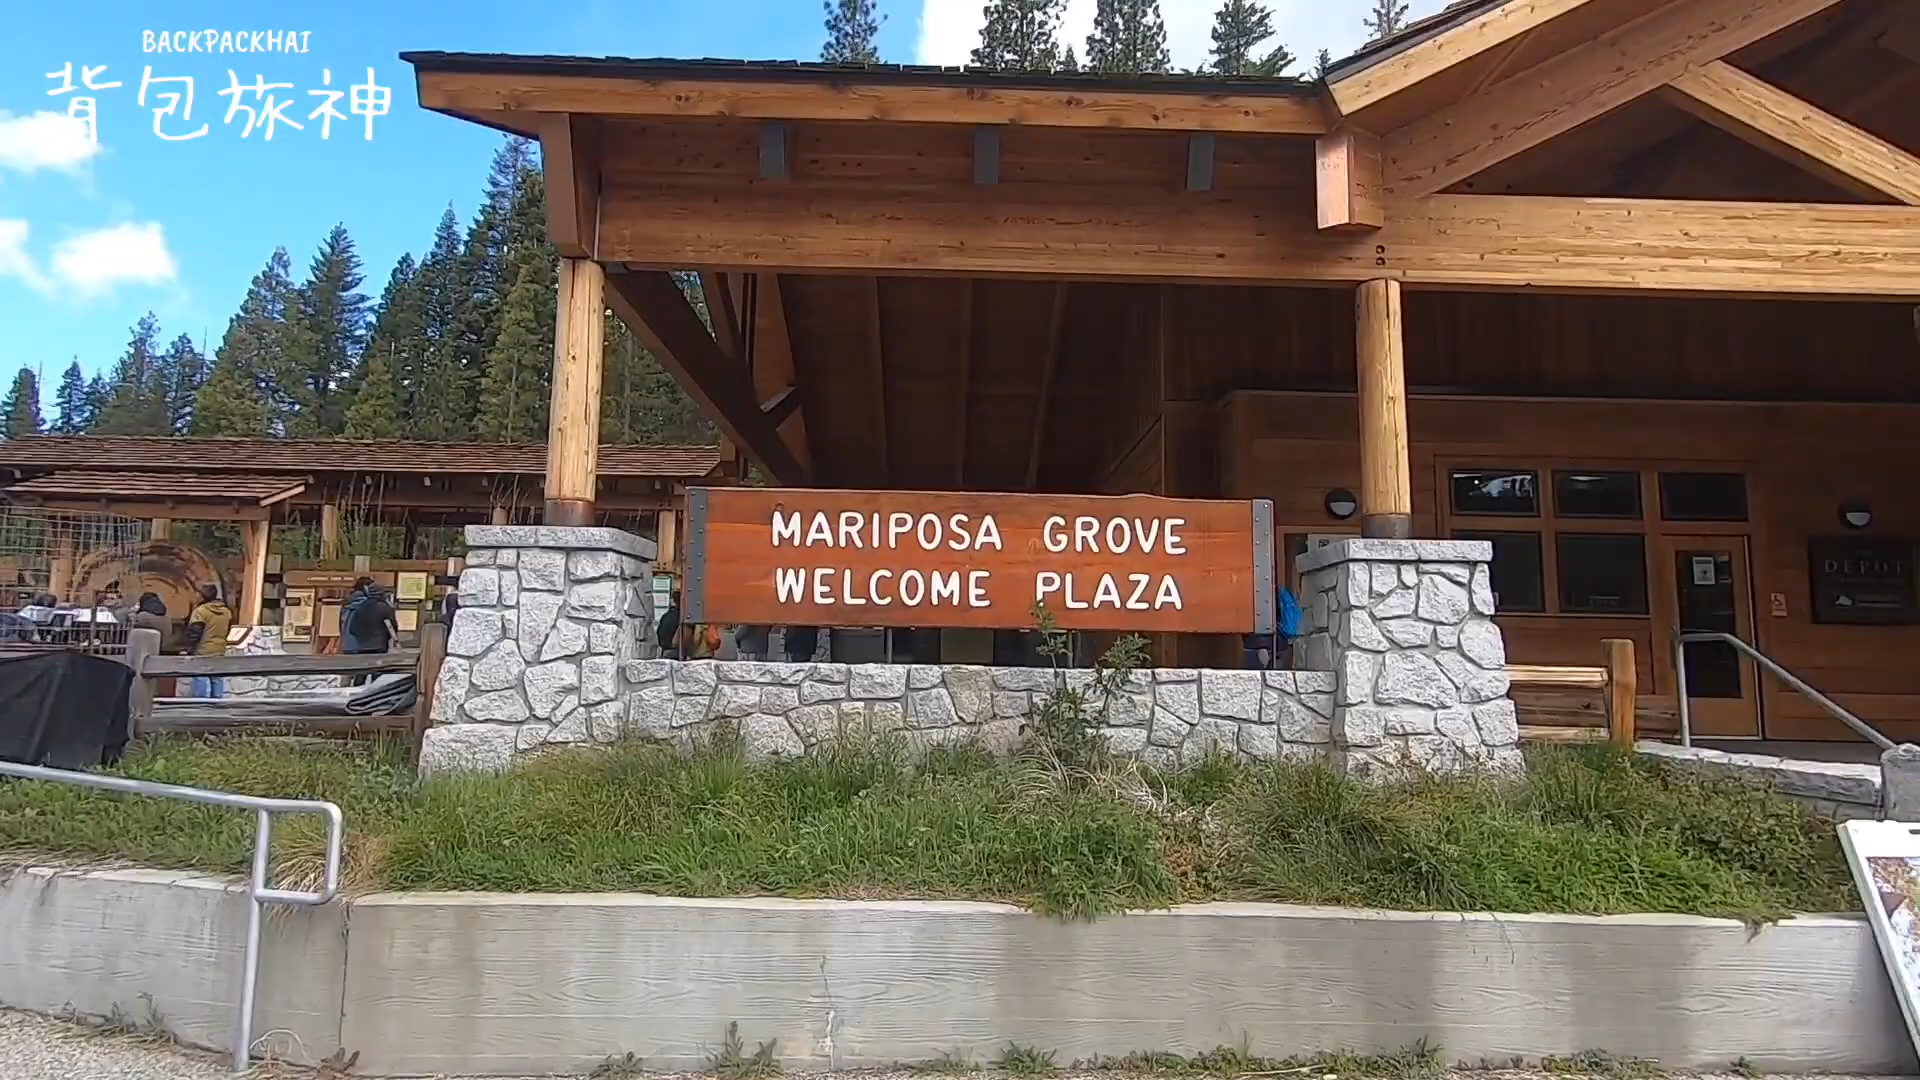 BACKPACKHAI
背包旅神
MARIPOSA GROVE
WELCOME PLAZA
DEPOT